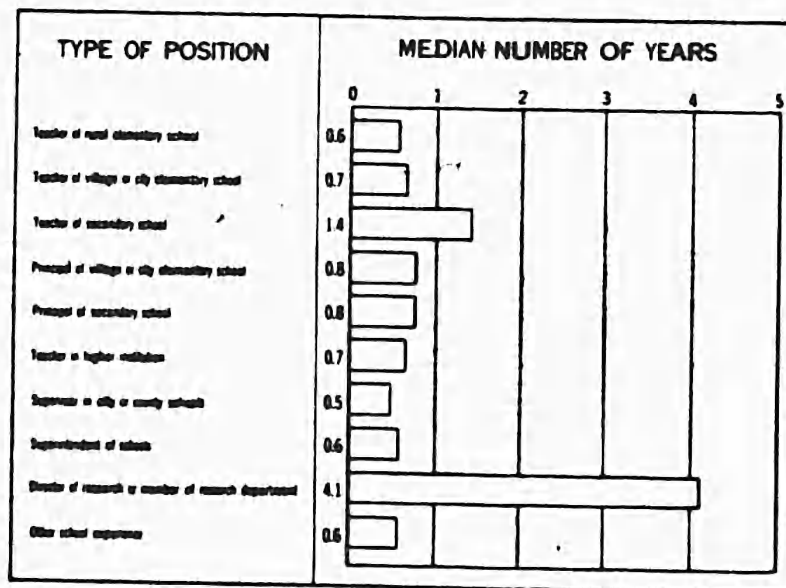 TYPE OF POSITION
MEDIAN NUMBER OF YEARS
0 1 2 3 4 5
Teacher of rural elementary school 0.6
Teacher of village or city elementary school 0.7
Teacher of secondary school 1.4
Principal of village or city elementary school 0.8
Principal of secondary school 0.8
Teacher in higher institution 0.7
Supervisor in city or county schools 0.5
Superintendent of schools 0.6
Director of research or member of research department 4.1
Other school experience 0.6